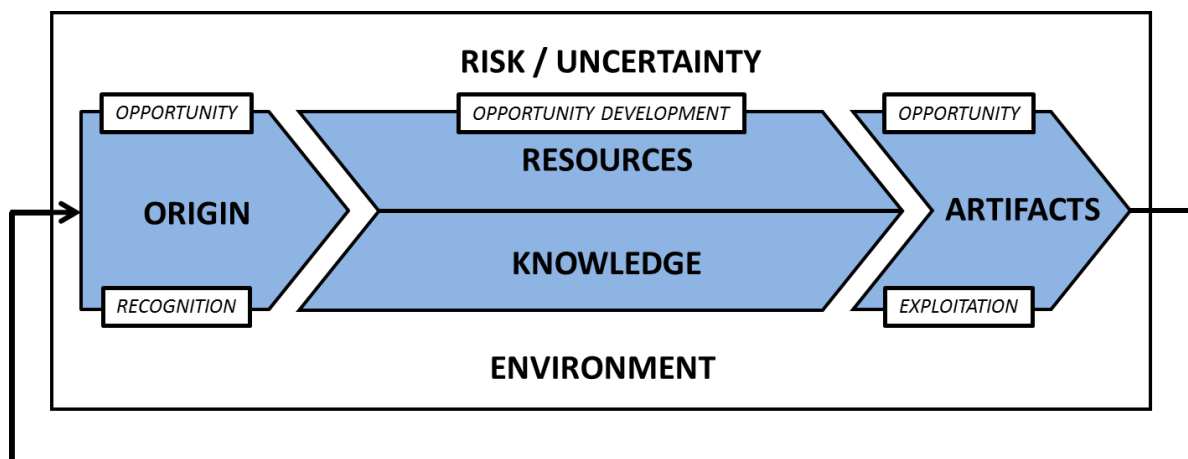 RISK / UNCERTAINTY
OPPORTUNITY
OPPORTUNITY DEVELOPMENT
OPPORTUNITY
RESOURCES
ORIGIN
ARTIFACTS
KNOWLEDGE
RECOGNITION
EXPLOITATION
ENVIRONMENT